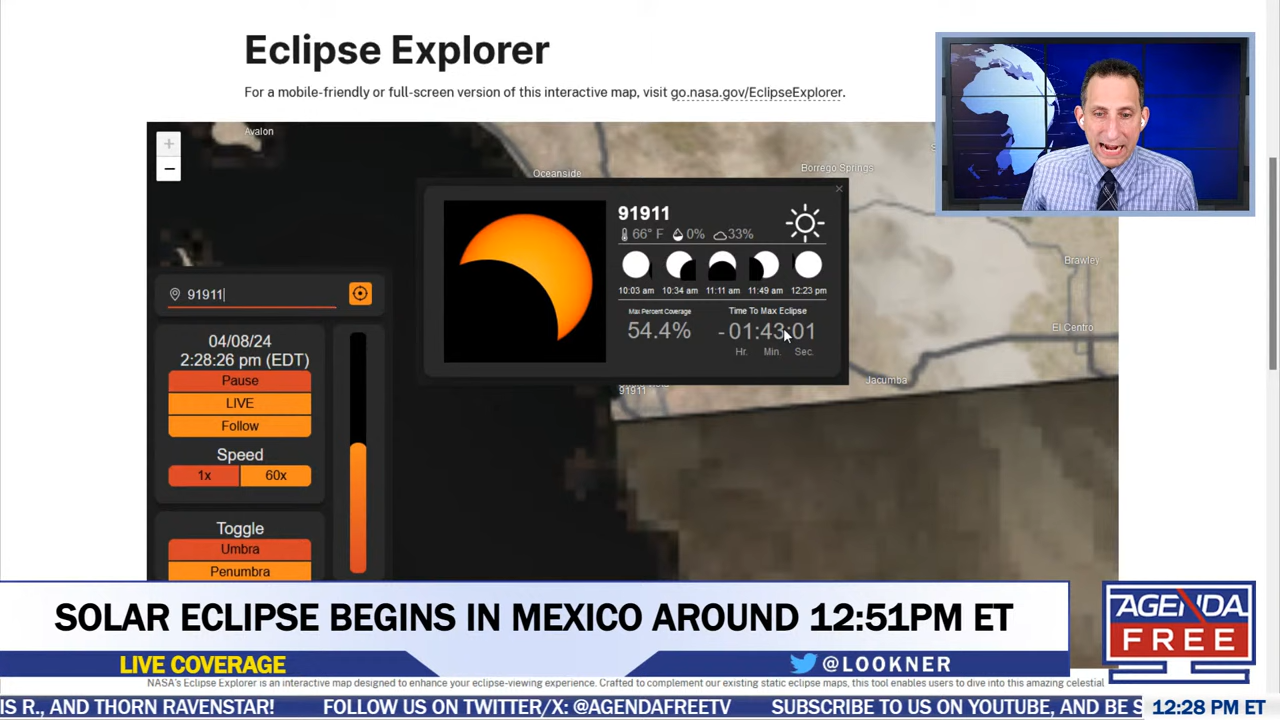 Eclipse Explorer
For a mobile-friendly or full-screen version of this interactive map, visit go.nasa.gov/EclipseExplorer.
Avalon
+
−
Oceanside
Borrego Springs
91911
66° F 0% 33%
10:03 am 10:34 am 11:11 am 11:49 am 12:23 pm
Max Percent Coverage
54.4%
Time To Max Eclipse
- 01:43:01
Hr. Min. Sec.
Brawley
El Centro
Jacumba
91911
91911
04/08/24
2:28:26 pm (EDT)
Pause
LIVE
Follow
Speed
1x 60x
Toggle
Umbra
Penumbra
SOLAR ECLIPSE BEGINS IN MEXICO AROUND 12:51PM ET
LIVE COVERAGE
@LOOKNER
AGENDA
FREE
NASA's Eclipse Explorer is an interactive map designed to enhance your eclipse-viewing experience. Crafted to complement our existing static eclipse maps, this tool enables users to dive into this amazing celestial
IS R., AND THORN RAVENSTAR! FOLLOW US ON TWITTER/X: @AGENDAFREETV SUBSCRIBE TO US ON YOUTUBE, AND BE S
12:28 PM ET